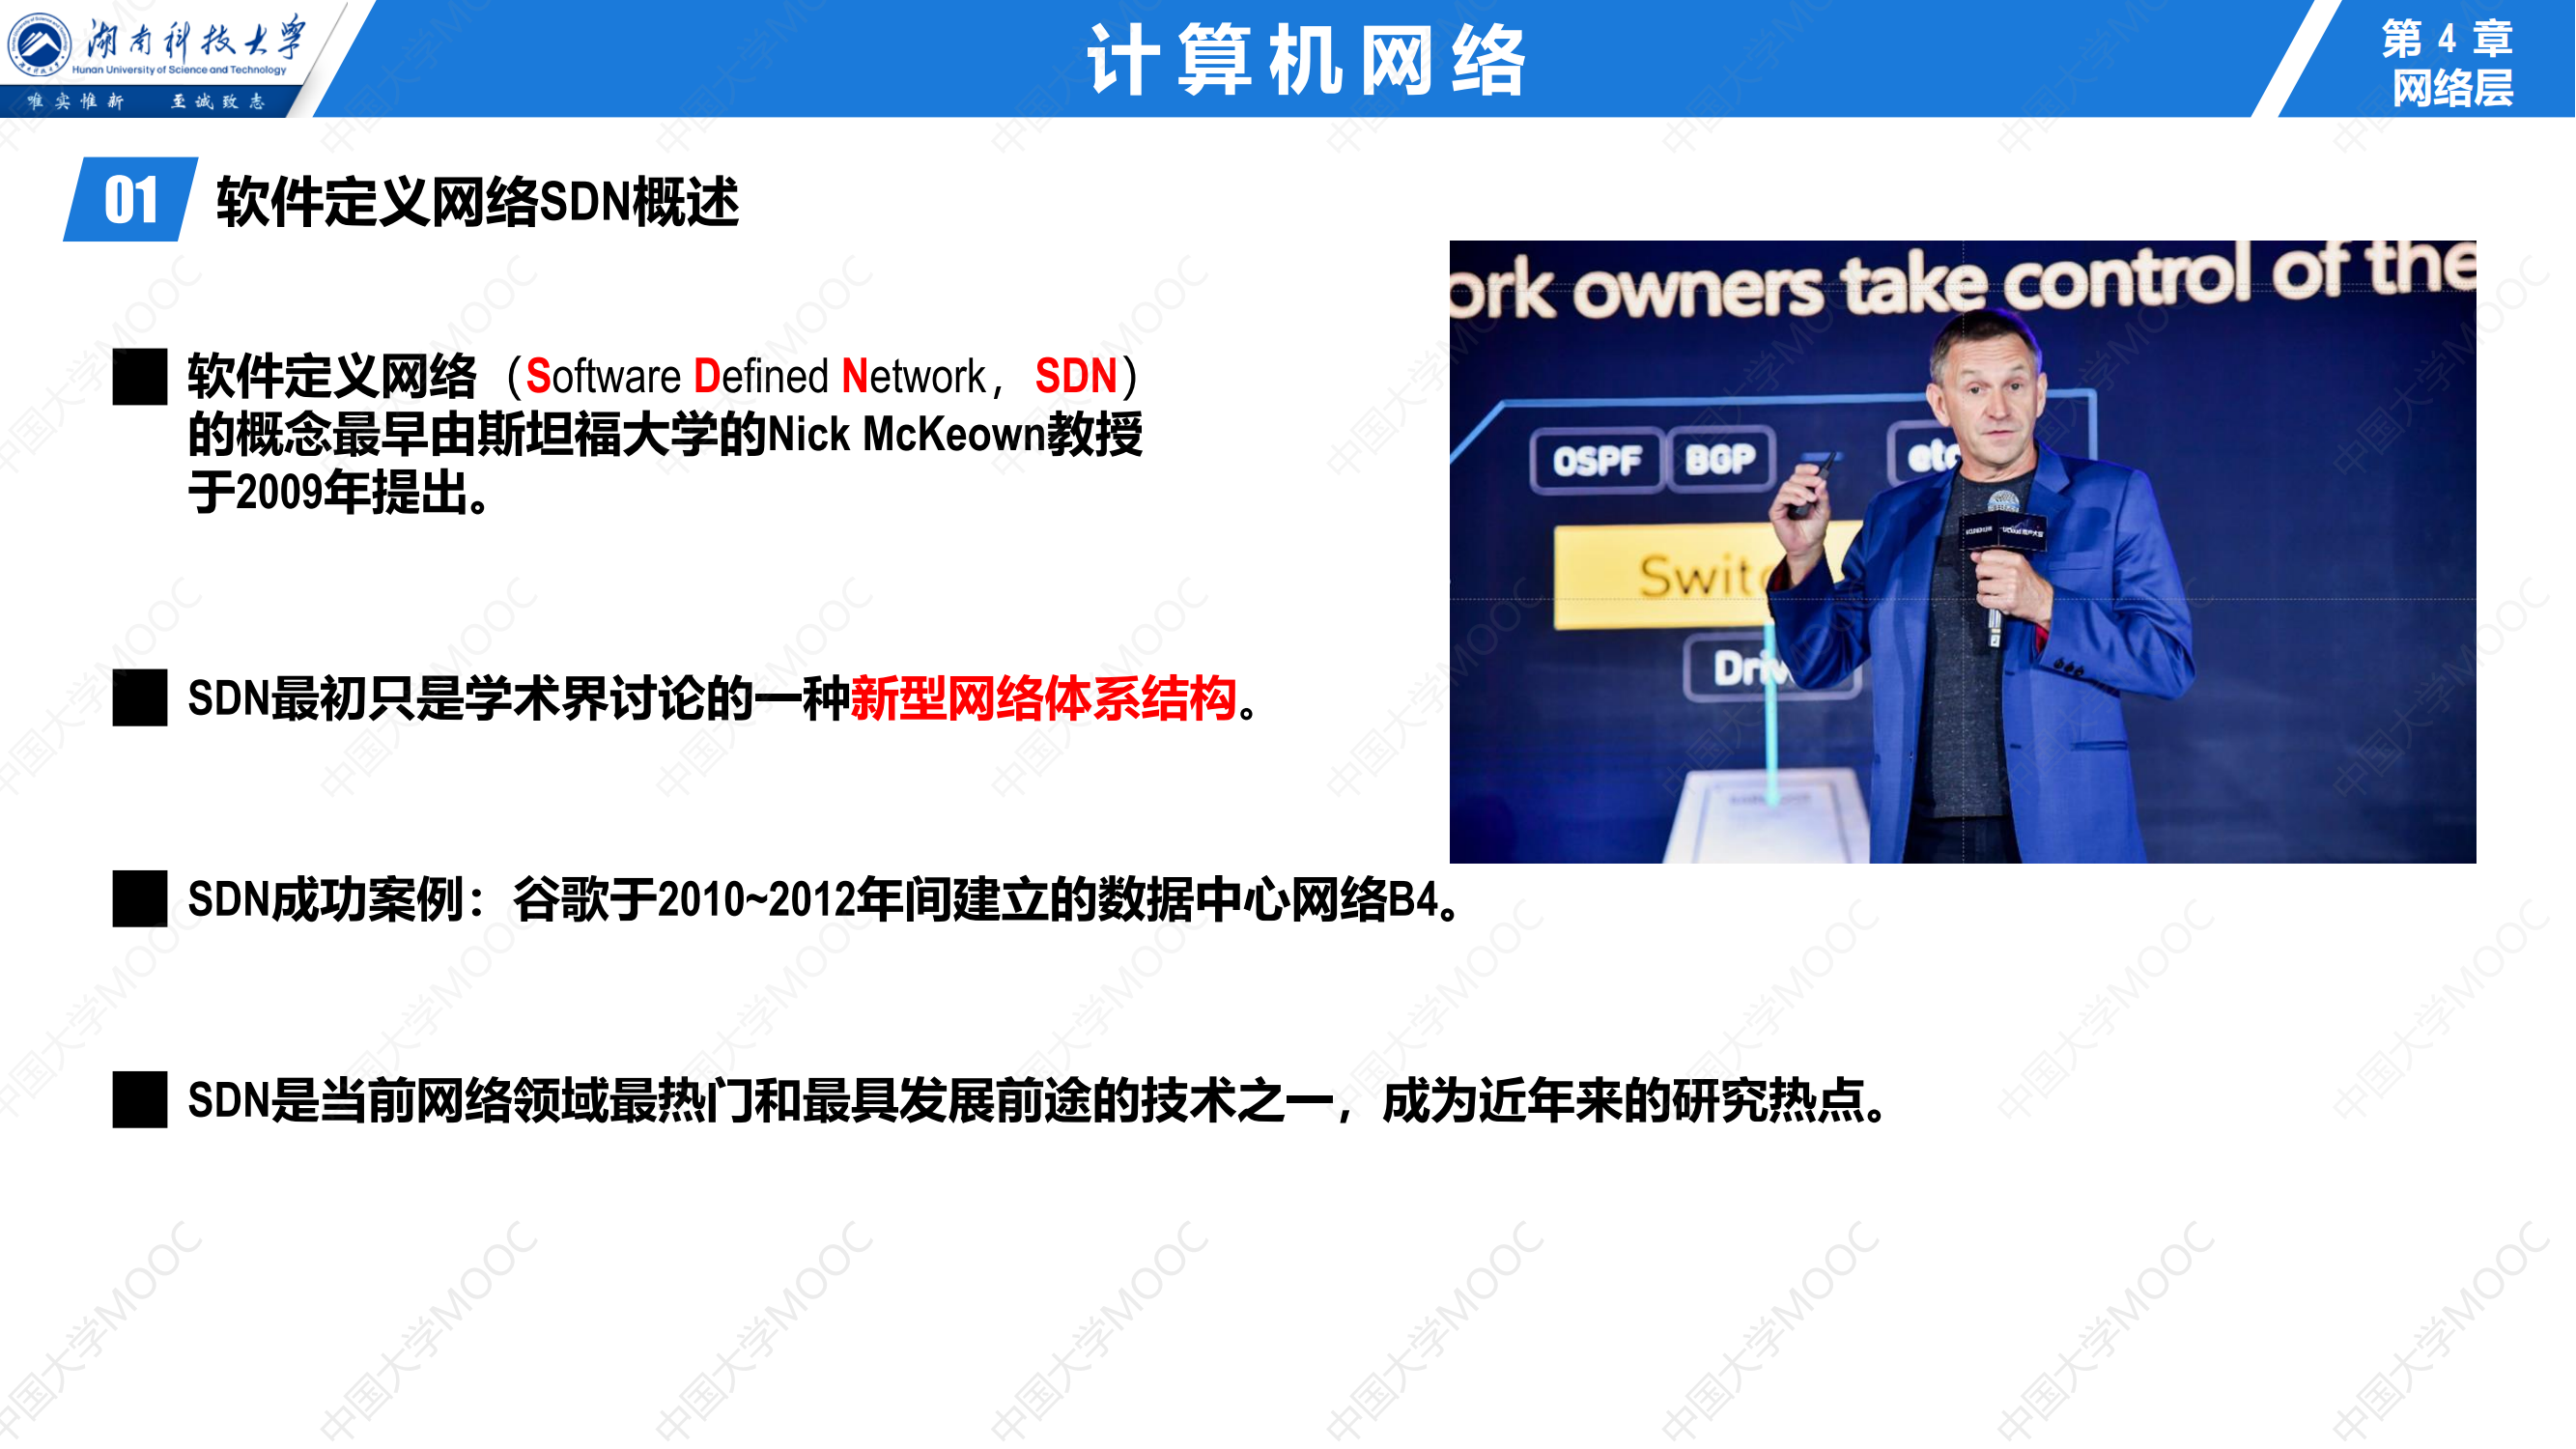 湖南科技大学
Hunan University of Science and Technology
唯实惟新 至诚致志
计算机网络
第 4 章
网络层
01 软件定义网络SDN概述
软件定义网络（Software Defined Network，SDN）
的概念最早由斯坦福大学的Nick McKeown教授
于2009年提出。
SDN最初只是学术界讨论的一种新型网络体系结构。
SDN成功案例：谷歌于2010~2012年间建立的数据中心网络B4。
SDN是当前网络领域最热门和最具发展前途的技术之一，成为近年来的研究热点。
ork owners take control of the
OSPF BGP etc
Switc
Driv
中国大学MOOC